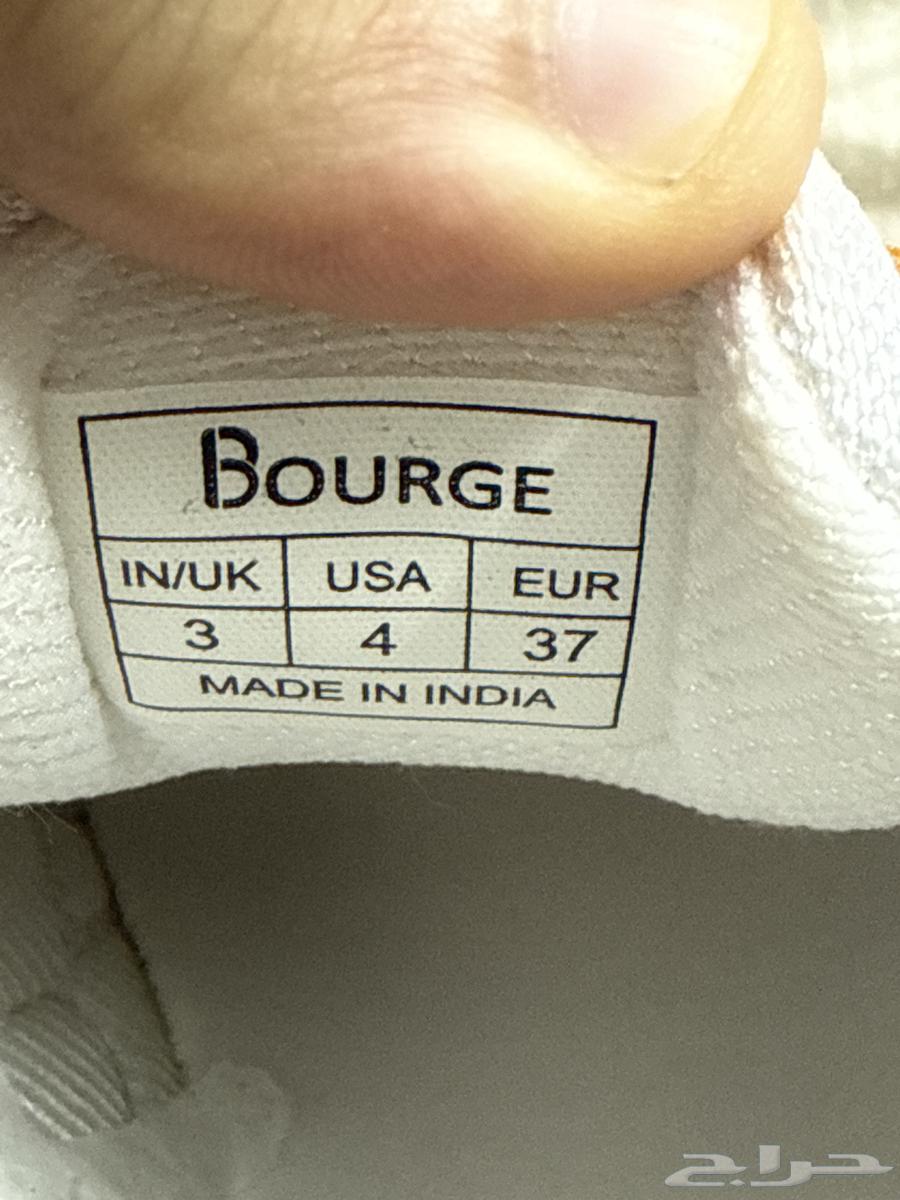 BOURGE
IN/UK USA EUR
3 4 37
MADE IN INDIA
حراج